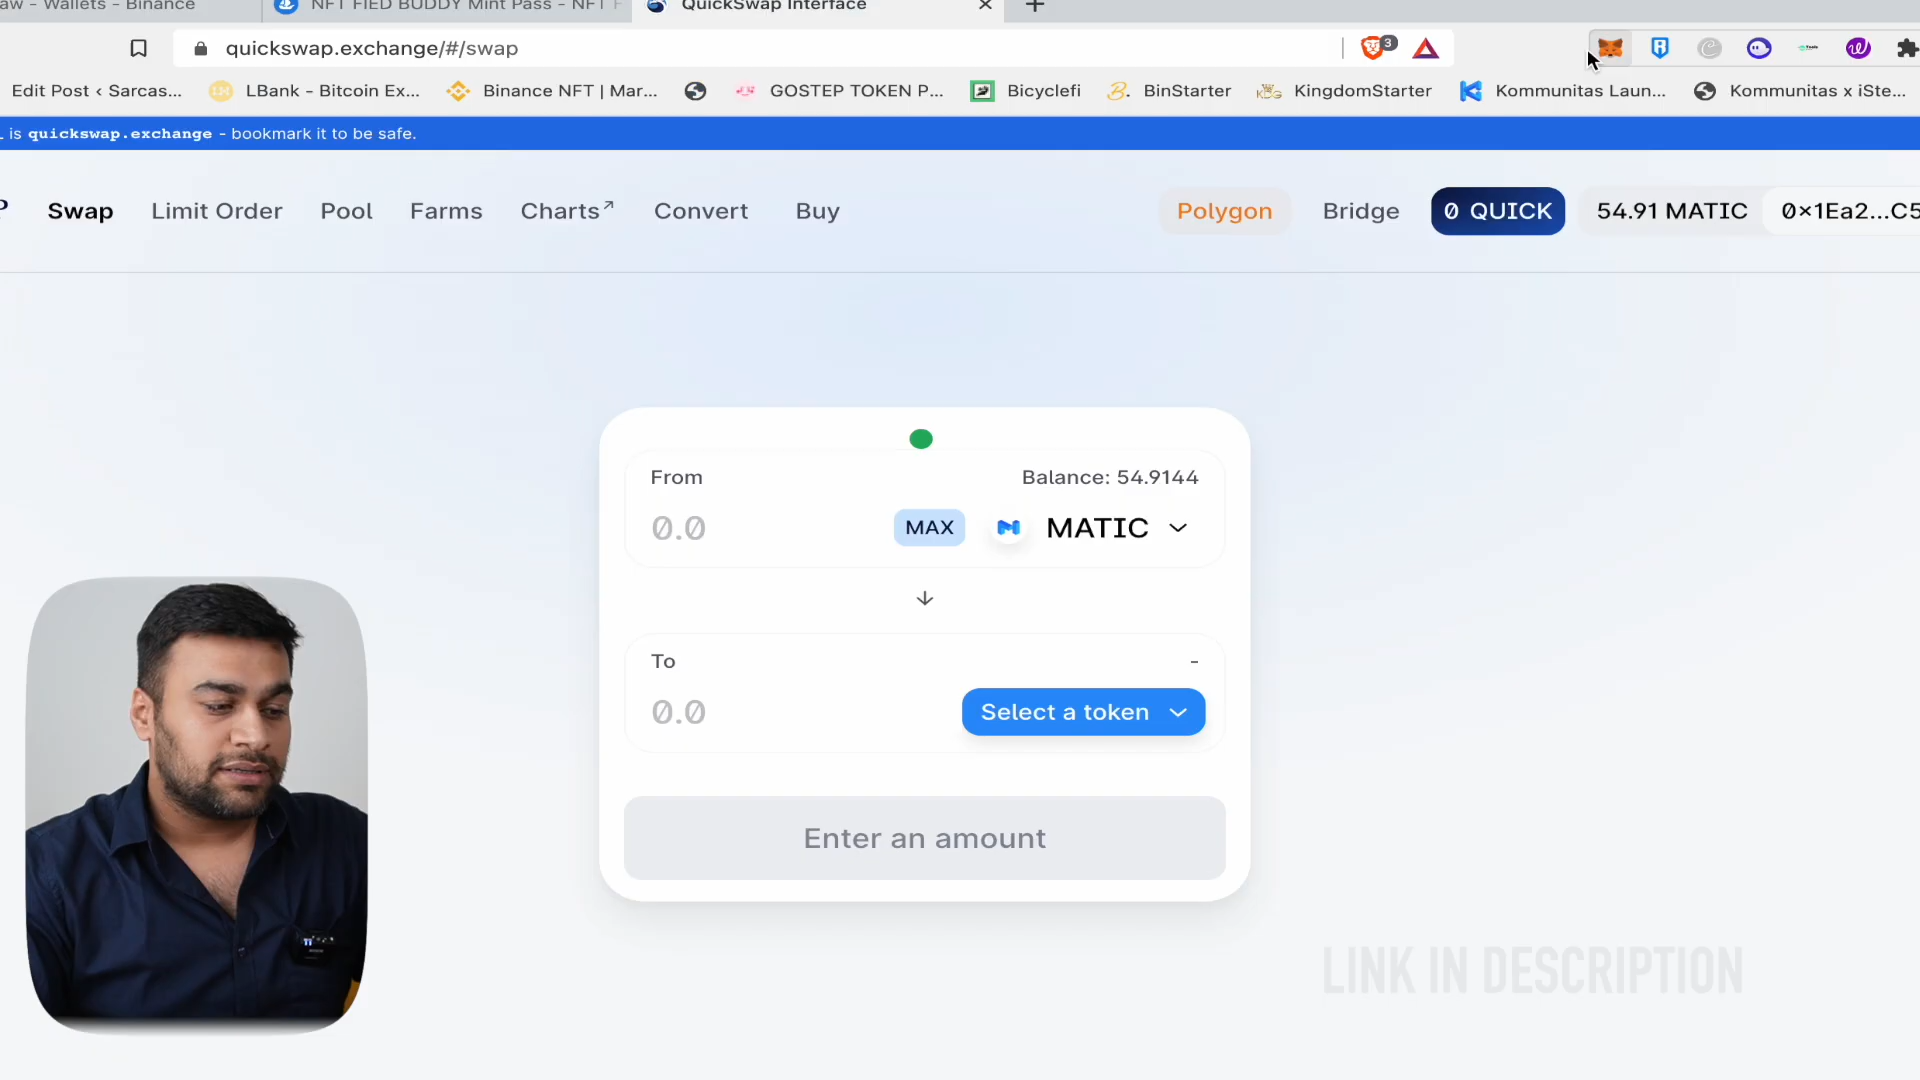 aw - Wallets - Binance
NFT FIED BUDDY Mint Pass - NFT F
QuickSwap Interface
quickswap.exchange/#/swap
3
Edit Post ‹ Sarcas...
LBank - Bitcoin Ex...
Binance NFT | Mar...
GOSTEP TOKEN P...
Bicyclefi
BinStarter
KingdomStarter
Kommunitas Laun...
Kommunitas x iSte...
is quickswap.exchange - bookmark it to be safe.
Swap
Limit Order
Pool
Farms
Charts↗
Convert
Buy
Polygon
Bridge
0 QUICK
54.91 MATIC
0×1Ea2...C5
From
Balance: 54.9144
0.0
MAX
MATIC
To
-
0.0
Select a token
Enter an amount
LINK IN DESCRIPTION